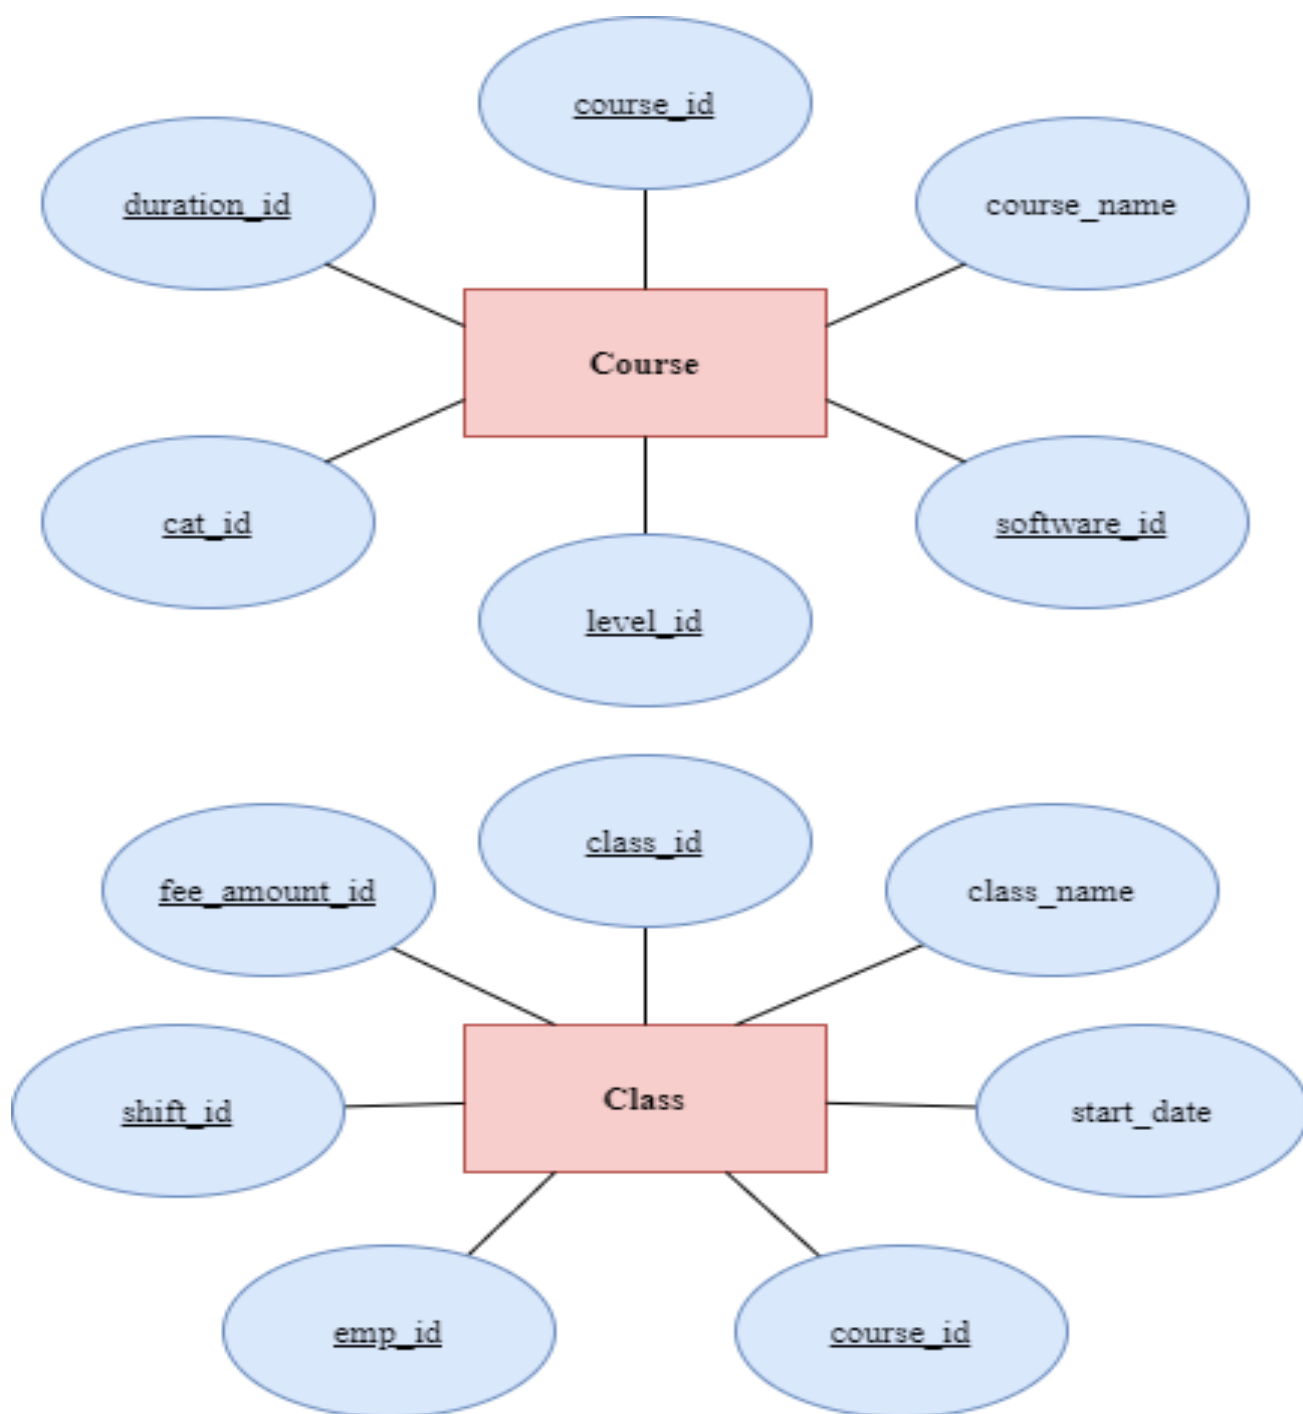 course_id
duration_id
course_name
Course
cat_id
software_id
level_id
class_id
fee_amount_id
class_name
Class
shift_id
start_date
emp_id
course_id